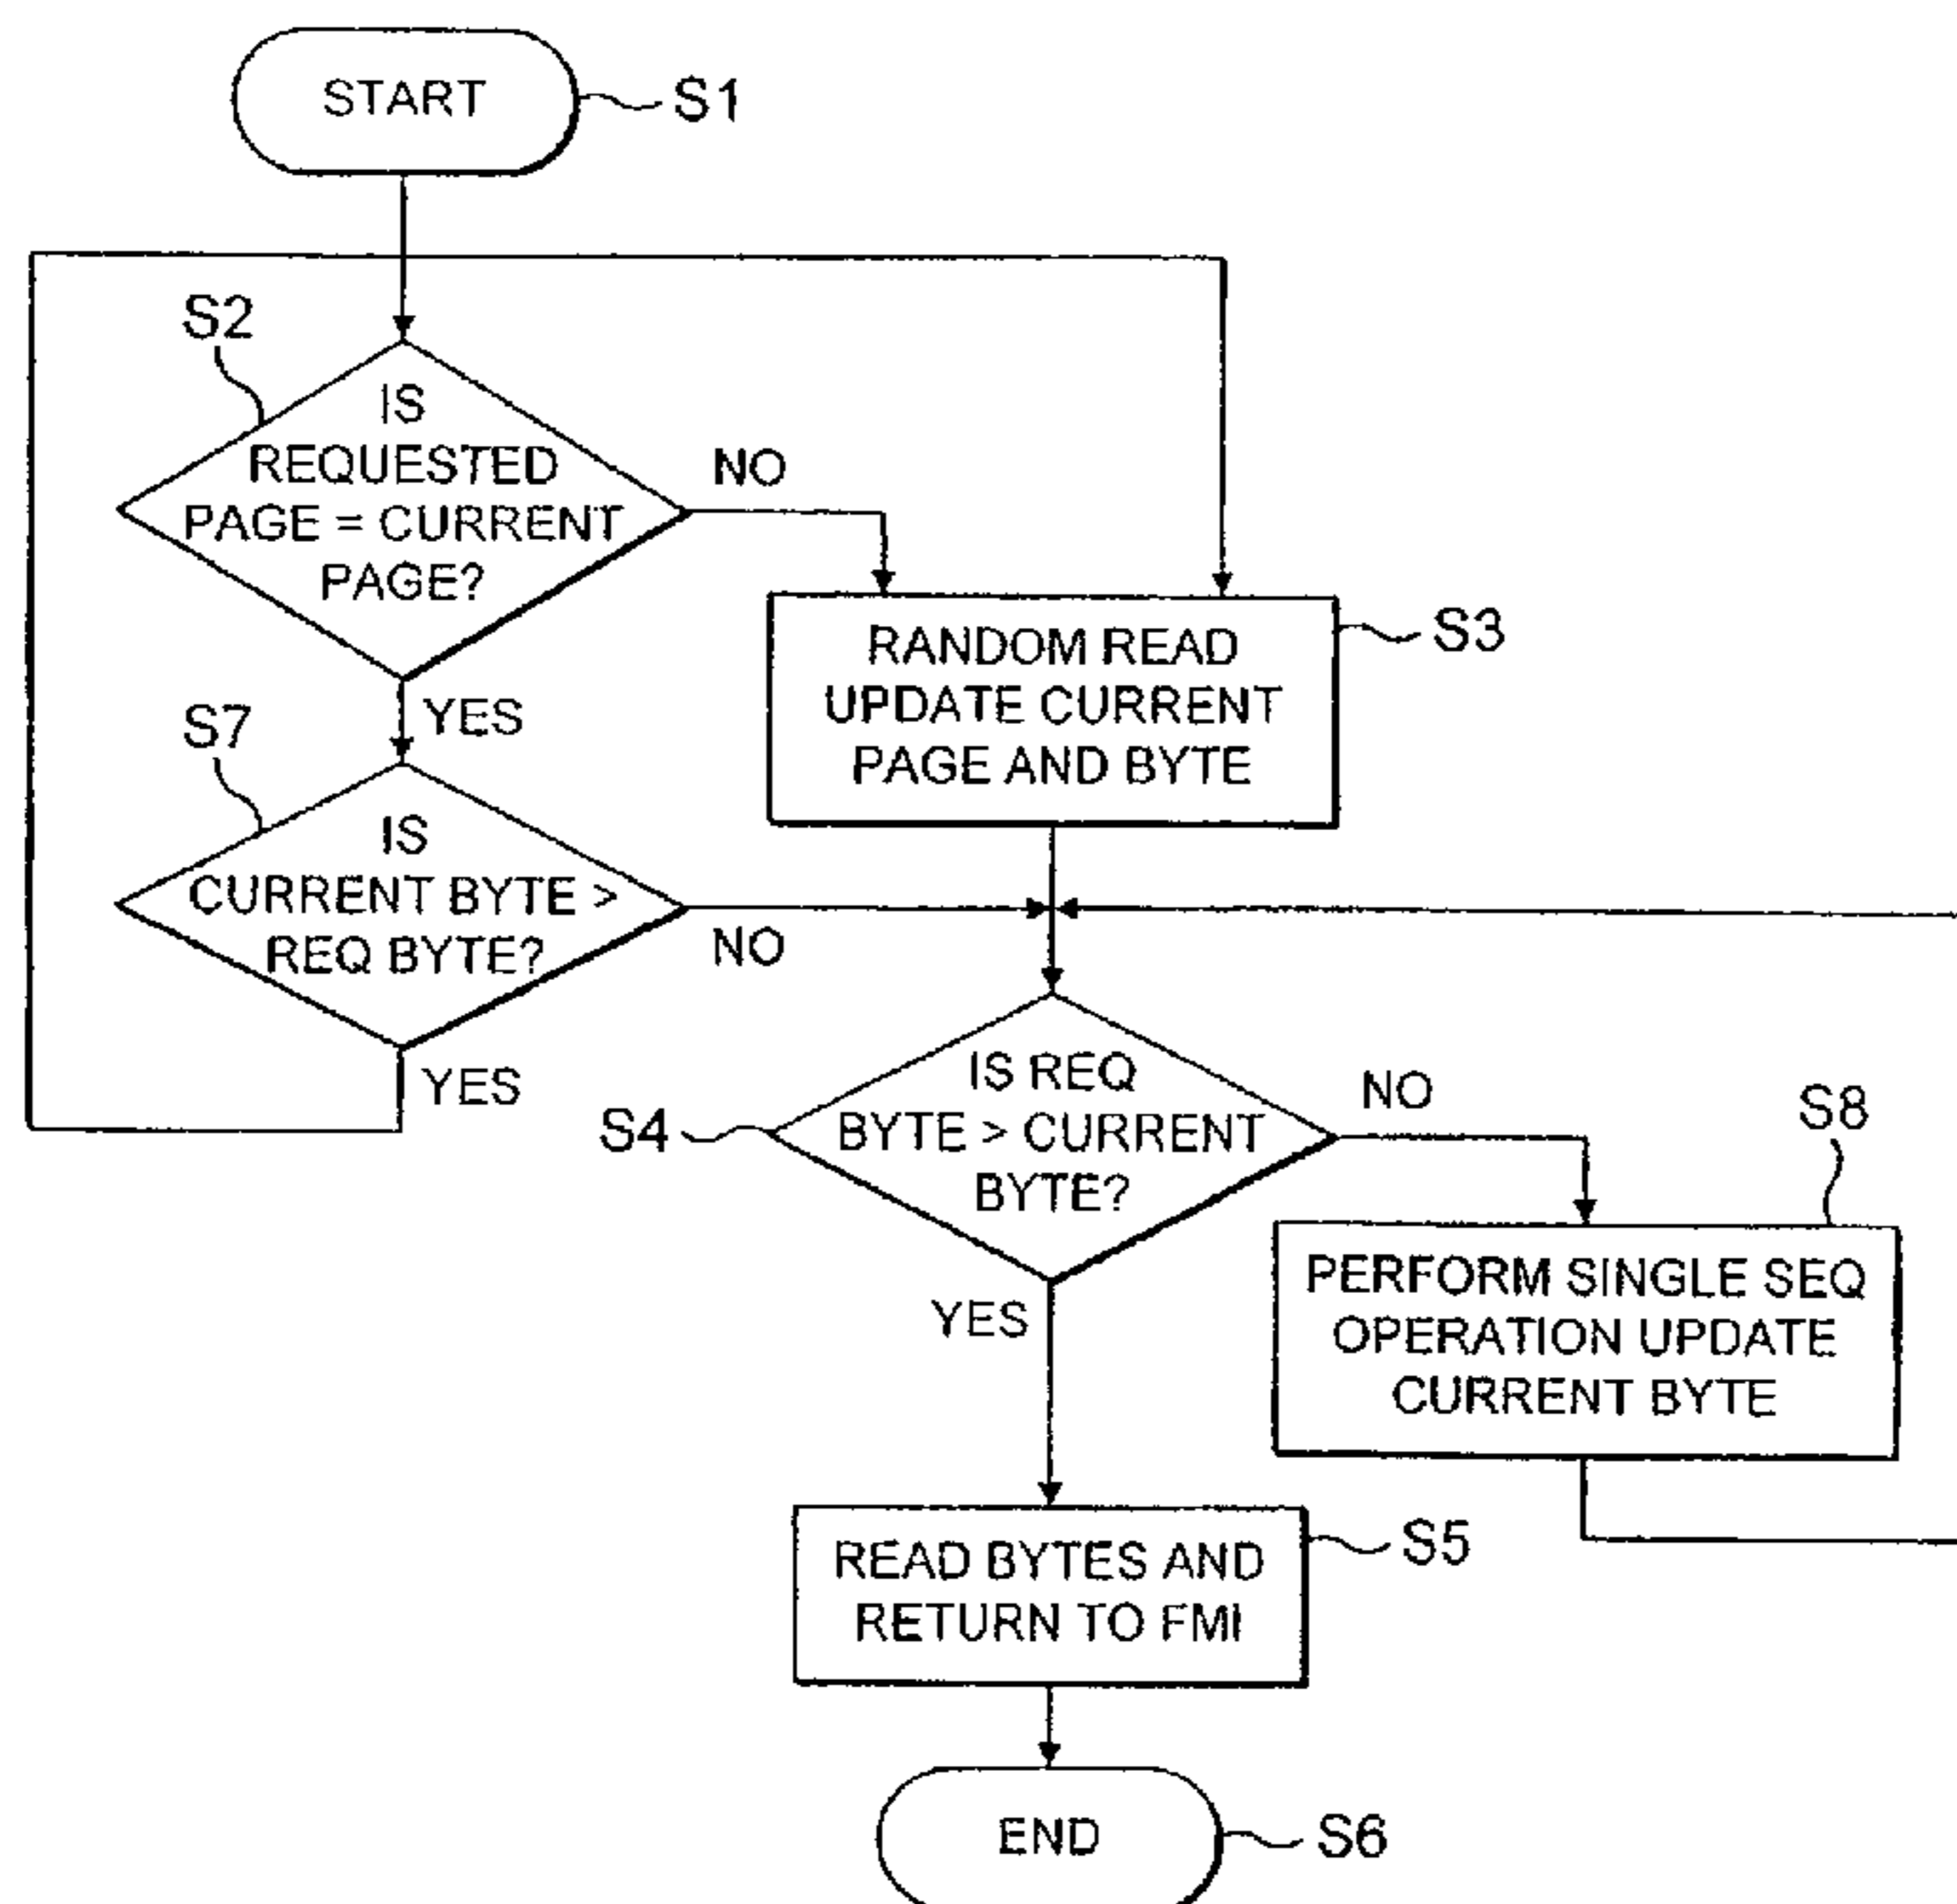 START
S1
S2
IS
REQUESTED
PAGE = CURRENT
PAGE?
NO
YES
RANDOM READ
UPDATE CURRENT
PAGE AND BYTE
S3
S7
IS
CURRENT BYTE >
REQ BYTE?
NO
YES
S4
IS REQ
BYTE > CURRENT
BYTE?
NO
YES
S8
PERFORM SINGLE SEQ
OPERATION UPDATE
CURRENT BYTE
READ BYTES AND
RETURN TO FMI
S5
END
S6